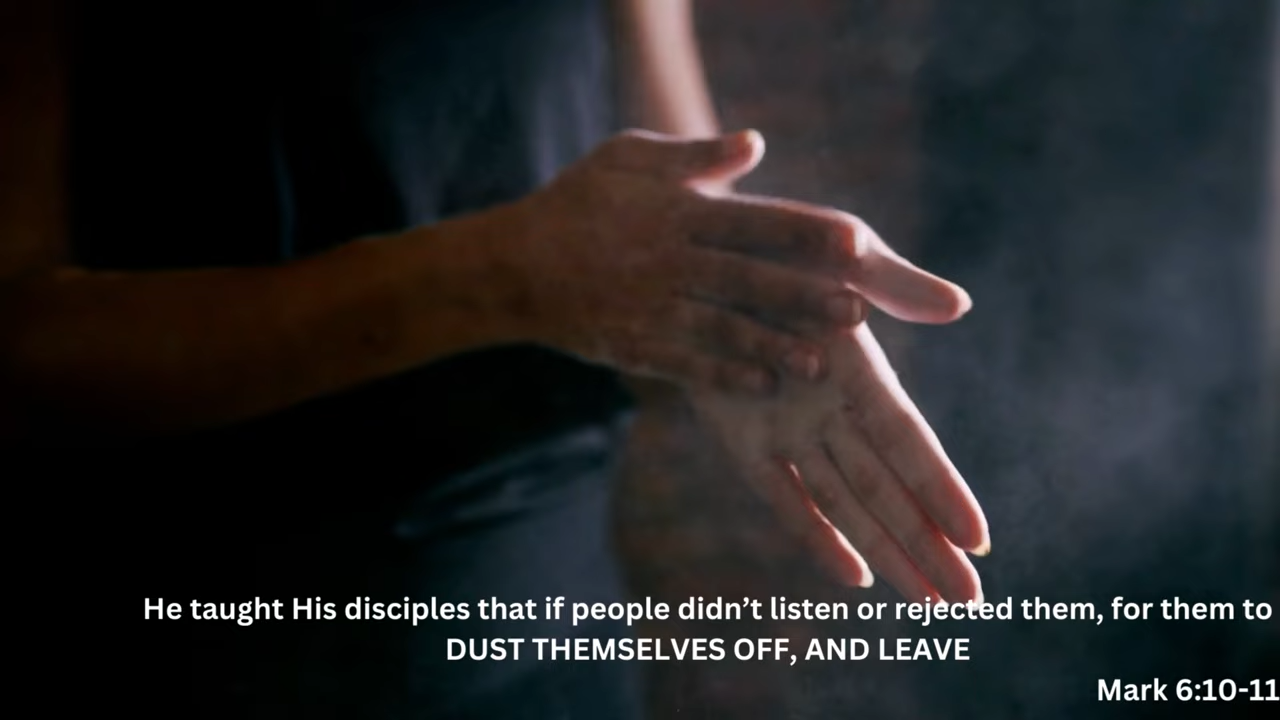 He taught His disciples that if people didn’t listen or rejected them, for them to
DUST THEMSELVES OFF, AND LEAVE
Mark 6:10-11